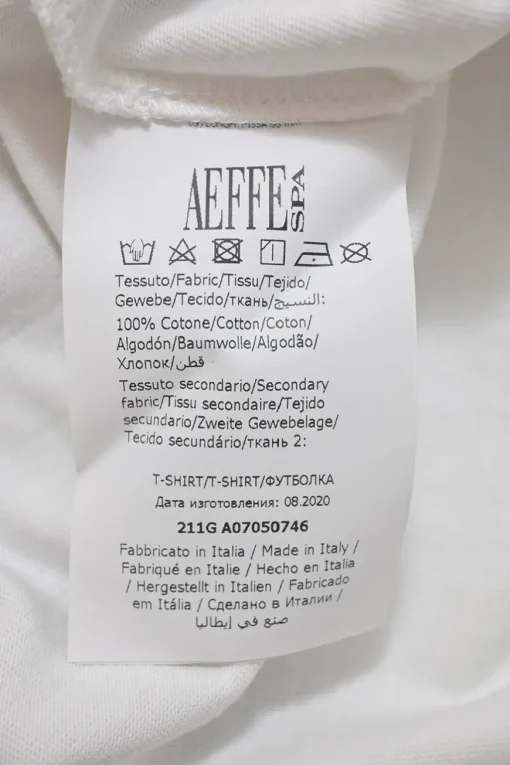 AEFFE SPA
Tessuto/Fabric/Tissu/Tejido/
Gewebe/Tecido/ткань/النسيج:
100% Cotone/Cotton/Coton/
Algodón/Baumwolle/Algodão/
Хлопок/قطن
Tessuto secondario/Secondary
fabric/Tissu secondaire/Tejido
secundario/Zweite Gewebelage/
Tecido secundário/ткань 2:
T-SHIRT/T-SHIRT/ФУТБОЛКА
Дата изготовления: 08.2020
211G A07050746
Fabbricato in Italia / Made in Italy /
Fabriqué en Italie / Hecho en Italia
/ Hergestellt in Italien / Fabricado
em Itália / Сделано в Италии /
صنع في إيطاليا